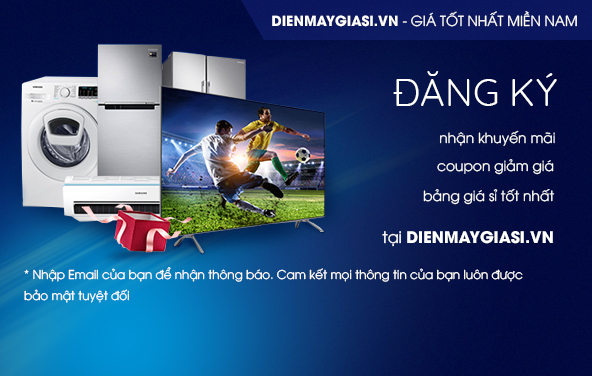 DIENMAYGIASI.VN - GIÁ TỐT NHẤT MIỀN NAM
ĐĂNG KÝ
nhận khuyến mãi
coupon giảm giá
bảng giá sỉ tốt nhất
tại DIENMAYGIASI.VN
* Nhập Email của bạn để nhận thông báo. Cam kết mọi thông tin của bạn luôn được
bảo mật tuyệt đối
SAMSUNG